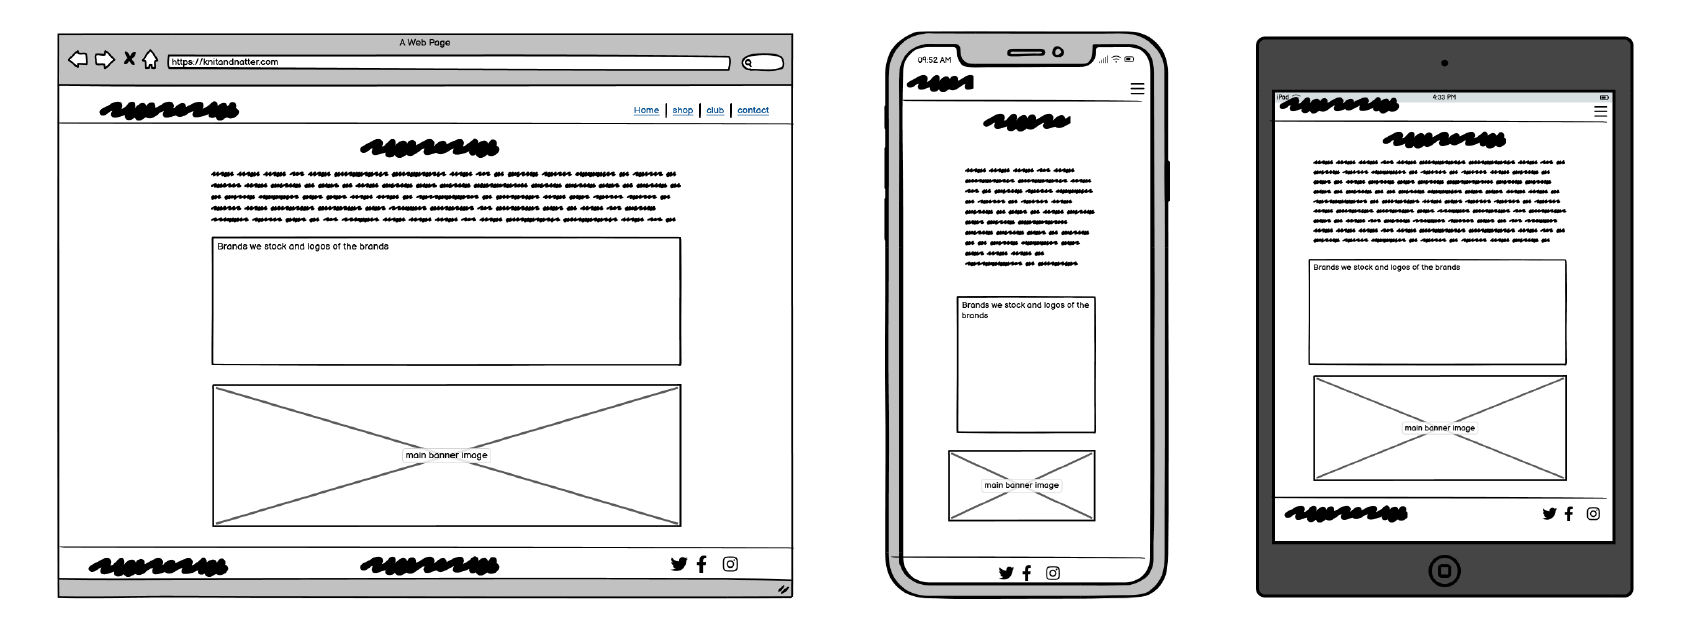 A Web Page
https://knitandnatter.com
Home | shop | club | contact
Brands we stock and logos of the brands
main banner image
09:52 AM
Brands we stock and logos of the
brands
main banner image
iPad
4:33 PM
Brands we stock and logos of the brands
main banner image